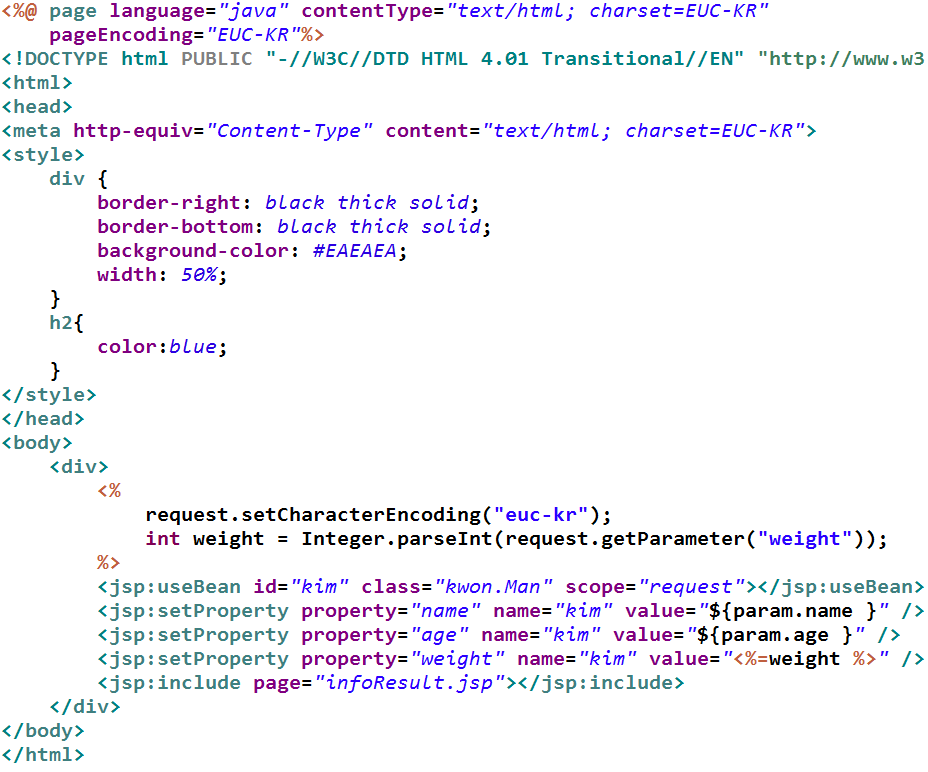 <%@ page language="java" contentType="text/html; charset=EUC-KR"
    pageEncoding="EUC-KR"%>
<!DOCTYPE html PUBLIC "-//W3C//DTD HTML 4.01 Transitional//EN" "http://www.w3
<html>
<head>
<meta http-equiv="Content-Type" content="text/html; charset=EUC-KR">
<style>
    div {
        border-right: black thick solid;
        border-bottom: black thick solid;
        background-color: #EAEAEA;
        width: 50%;
    }
    h2{
        color:blue;
    }
</style>
</head>
<body>
    <div>
        <%
            request.setCharacterEncoding("euc-kr");
            int weight = Integer.parseInt(request.getParameter("weight"));
        %>
        <jsp:useBean id="kim" class="kwon.Man" scope="request"></jsp:useBean>
        <jsp:setProperty property="name" name="kim" value="${param.name }" />
        <jsp:setProperty property="age" name="kim" value="${param.age }" />
        <jsp:setProperty property="weight" name="kim" value="<%=weight %>" />
        <jsp:include page="infoResult.jsp"></jsp:include>
    </div>
</body>
</html>